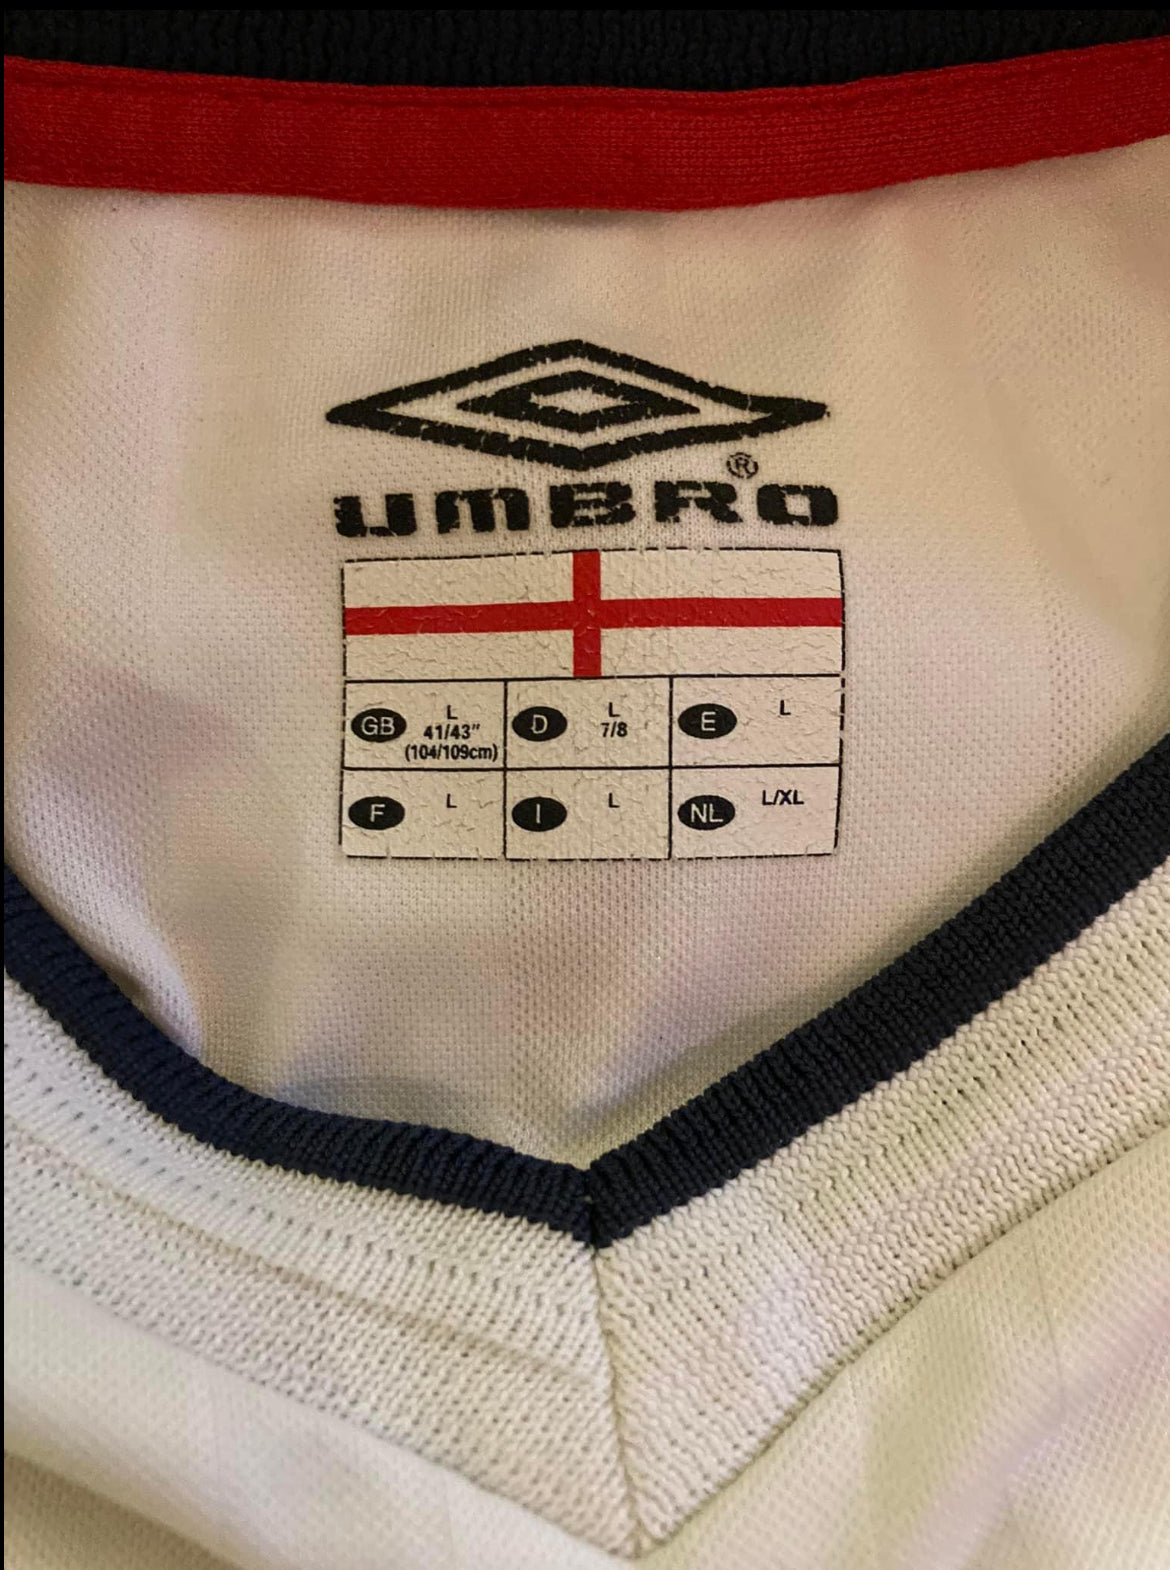 ®
UMBRO
GB L
41/43"
(104/109cm)
D L
7/8
E L
F L
I L
NL L/XL